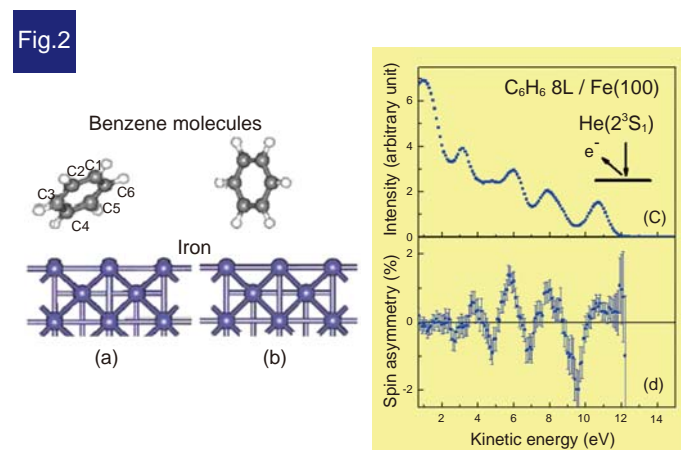 Fig.2
Benzene molecules
C1
C2
C3
C6
C5
C4
Iron
(a)
(b)
C₆H₆ 8L / Fe(100)
He(2³S₁)
e⁻
Intensity (arbitrary unit)
6
4
2
0
(C)
Spin asymmetry (%)
2
0
-2
(d)
2 4 6 8 10 12 14
Kinetic energy (eV)